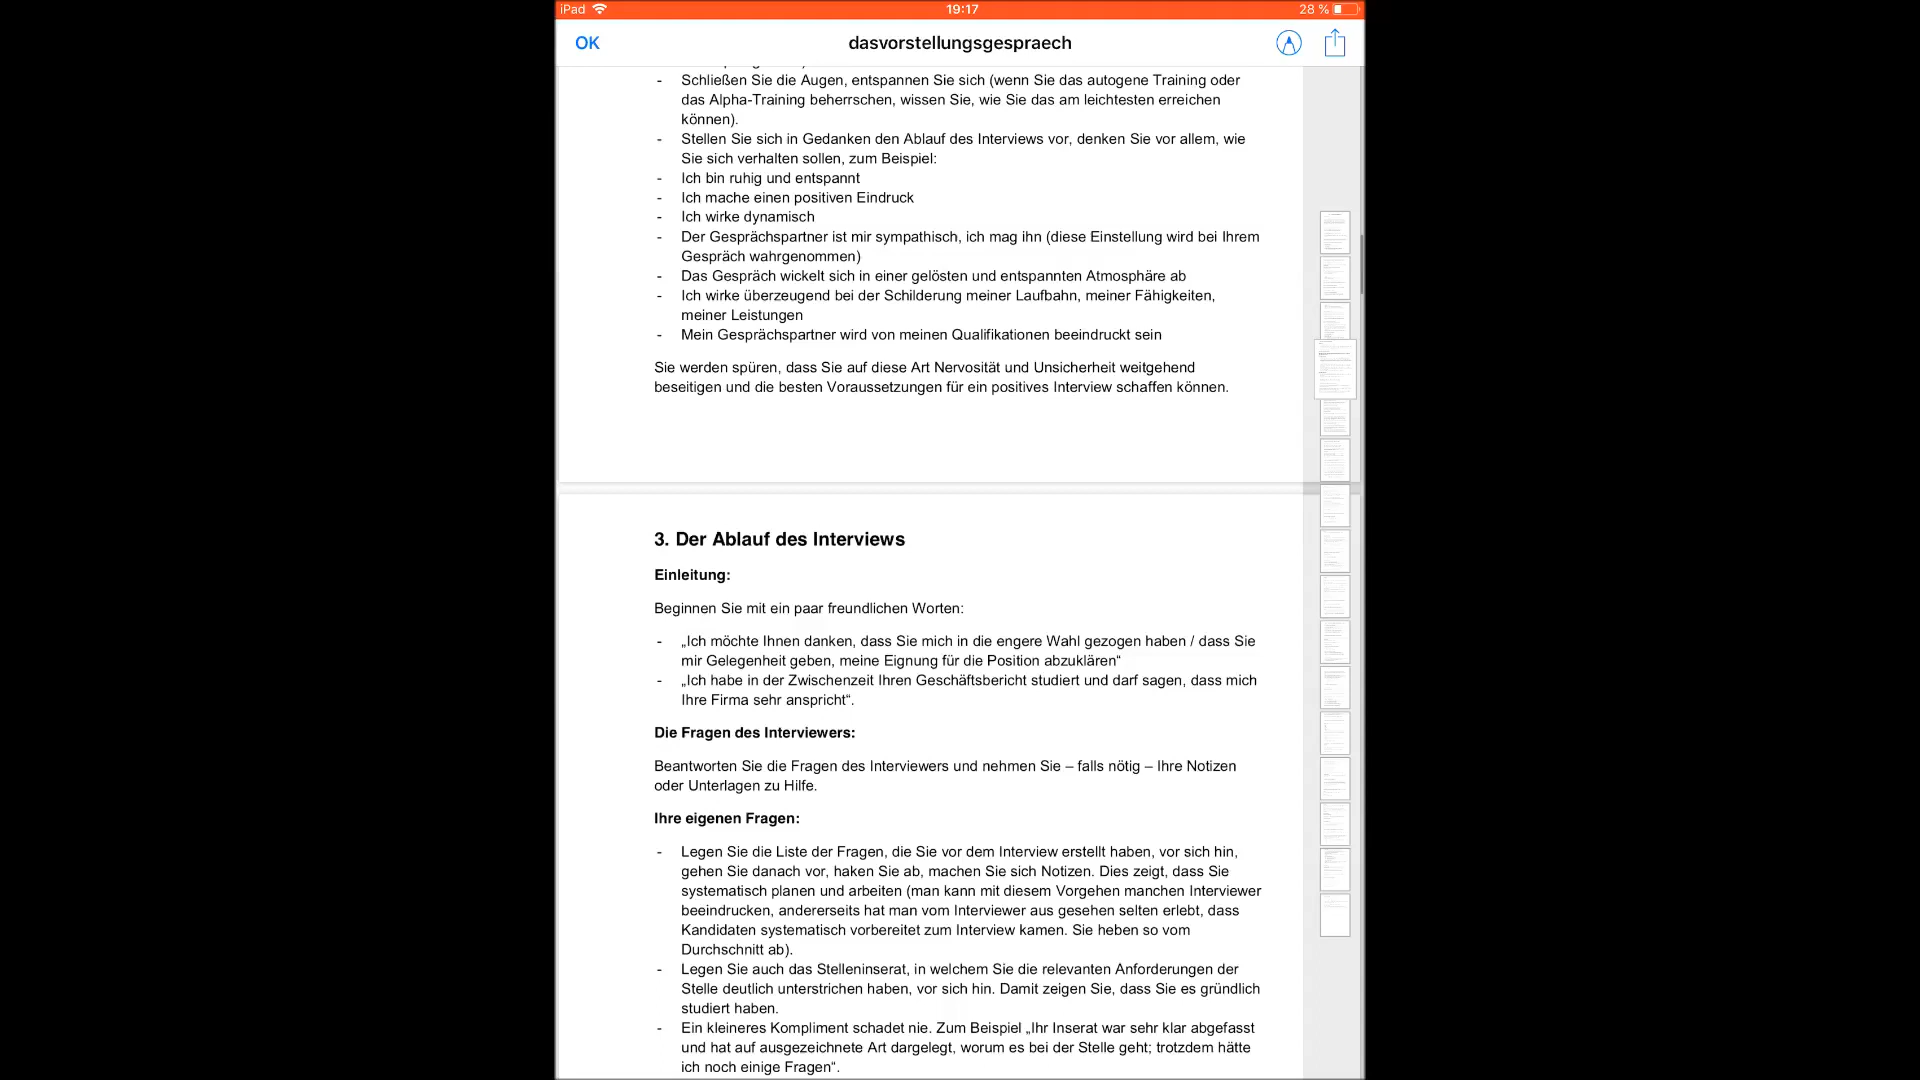 iPad 19:17 28 %
OK dasvorstellungsgespraech
- Schließen Sie die Augen, entspannen Sie sich (wenn Sie das autogene Training oder
das Alpha-Training beherrschen, wissen Sie, wie Sie das am leichtesten erreichen
können).
- Stellen Sie sich in Gedanken den Ablauf des Interviews vor, denken Sie vor allem, wie
Sie sich verhalten sollen, zum Beispiel:
- Ich bin ruhig und entspannt
- Ich mache einen positiven Eindruck
- Ich wirke dynamisch
- Der Gesprächspartner ist mir sympathisch, ich mag ihn (diese Einstellung wird bei Ihrem
Gespräch wahrgenommen)
- Das Gespräch wickelt sich in einer gelösten und entspannten Atmosphäre ab
- Ich wirke überzeugend bei der Schilderung meiner Laufbahn, meiner Fähigkeiten,
meiner Leistungen
- Mein Gesprächspartner wird von meinen Qualifikationen beeindruckt sein
Sie werden spüren, dass Sie auf diese Art Nervosität und Unsicherheit weitgehend
beseitigen und die besten Voraussetzungen für ein positives Interview schaffen können.
3. Der Ablauf des Interviews
Einleitung:
Beginnen Sie mit ein paar freundlichen Worten:
- „Ich möchte Ihnen danken, dass Sie mich in die engere Wahl gezogen haben / dass Sie
mir Gelegenheit geben, meine Eignung für die Position abzuklären“
- „Ich habe in der Zwischenzeit Ihren Geschäftsbericht studiert und darf sagen, dass mich
Ihre Firma sehr anspricht“.
Die Fragen des Interviewers:
Beantworten Sie die Fragen des Interviewers und nehmen Sie – falls nötig – Ihre Notizen
oder Unterlagen zu Hilfe.
Ihre eigenen Fragen:
- Legen Sie die Liste der Fragen, die Sie vor dem Interview erstellt haben, vor sich hin,
gehen Sie danach vor, haken Sie ab, machen Sie sich Notizen. Dies zeigt, dass Sie
systematisch planen und arbeiten (man kann mit diesem Vorgehen manchen Interviewer
beeindrucken, andererseits hat man vom Interviewer aus gesehen selten erlebt, dass
Kandidaten systematisch vorbereitet zum Interview kamen. Sie heben so vom
Durchschnitt ab).
- Legen Sie auch das Stelleninserat, in welchem Sie die relevanten Anforderungen der
Stelle deutlich unterstrichen haben, vor sich hin. Damit zeigen Sie, dass Sie es gründlich
studiert haben.
- Ein kleineres Kompliment schadet nie. Zum Beispiel „Ihr Inserat war sehr klar abgefasst
und hat auf ausgezeichnete Art dargelegt, worum es bei der Stelle geht; trotzdem hätte
ich noch einige Fragen“.